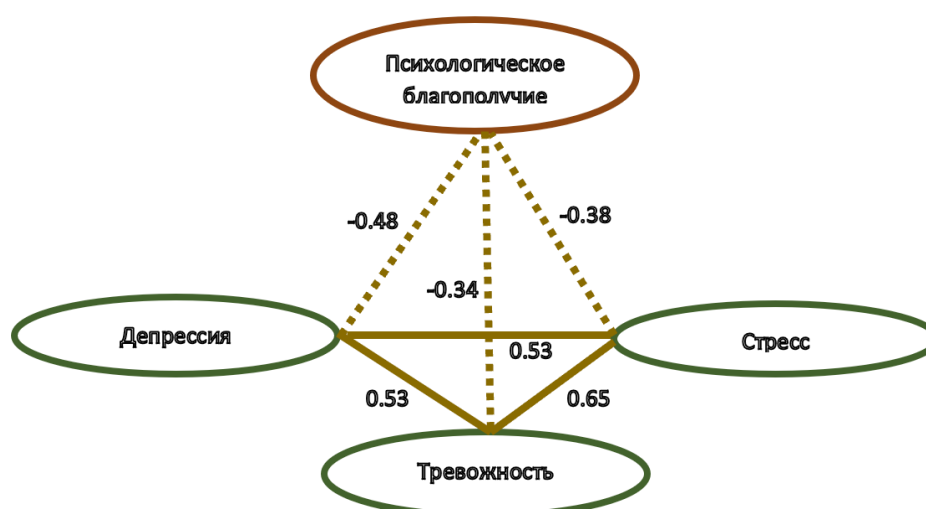 Психологическое
благополучие
-0.48
-0.38
-0.34
Депрессия
0.53
Стресс
0.53
0.65
Тревожность